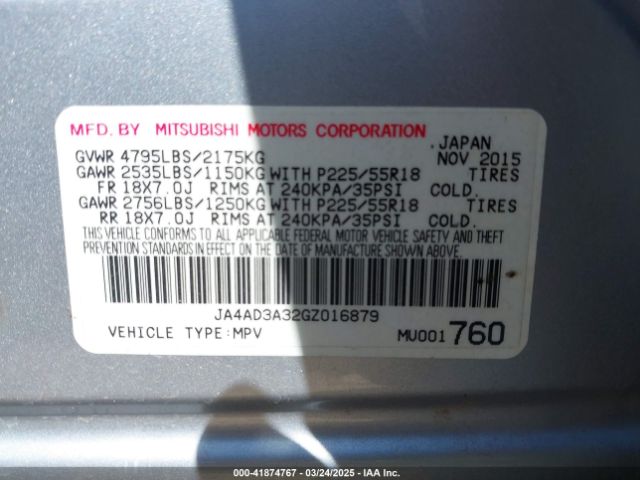 MFD. BY MITSUBISHI MOTORS CORPORATION . JAPAN
GVWR 4795LBS/2175KG NOV 2015
GAWR 2535LBS/1150KG WITH P225/55R18 TIRES
FR 18X7.0J RIMS AT 240KPA/35PSI COLD.
GAWR 2756LBS/1250KG WITH P225/55R18 TIRES
RR 18X7.0J RIMS AT 240KPA/35PSI COLD.
THIS VEHICLE CONFORMS TO ALL APPLICABLE FEDERAL MOTOR VEHICLE SAFETY AND THEFT
PREVENTION STANDARDS IN EFFECT ON THE DATE OF MANUFACTURE SHOWN ABOVE.
JA4AD3A32GZ016879
VEHICLE TYPE:MPV MU001 760
000-41874767 — 03/24/2025 — IAA Inc.